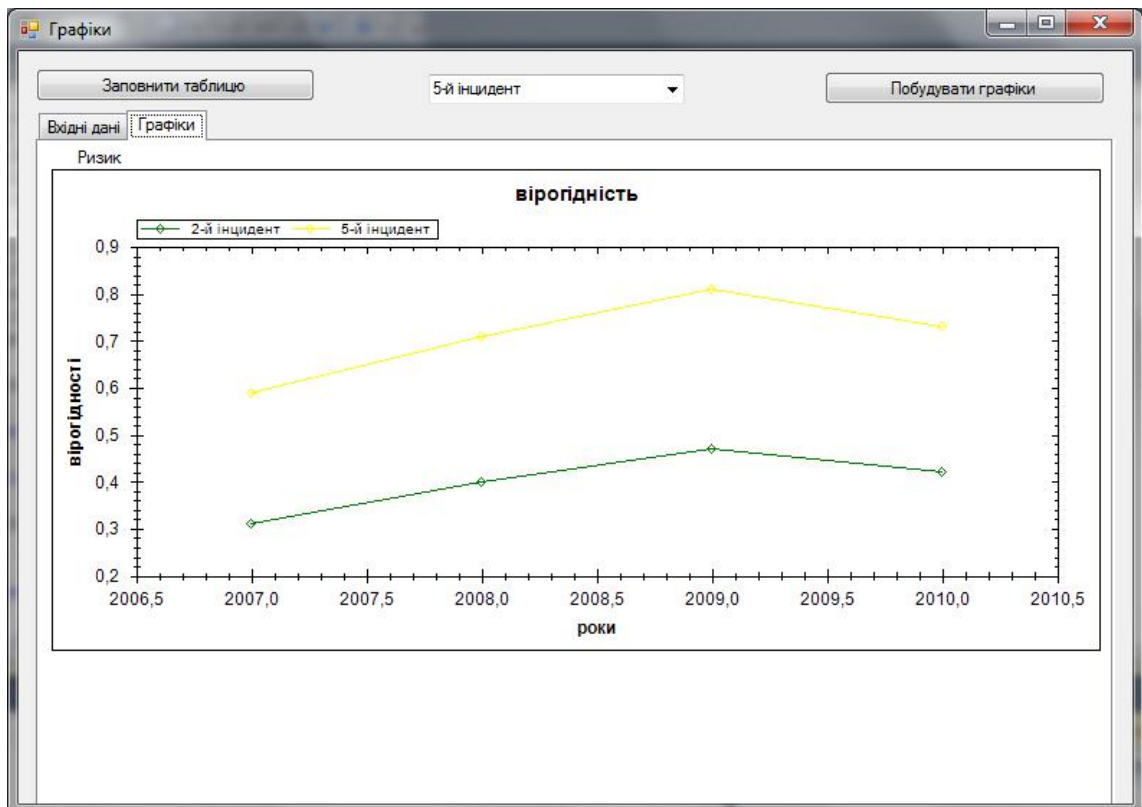 Графіки
Заповнити таблицю
5-й інцидент
Побудувати графіки
Вхідні дані
Графіки
Ризик
вірогідність
2-й інцидент 5-й інцидент
вірогідності
0,9
0,8
0,7
0,6
0,5
0,4
0,3
0,2
2006,5 2007,0 2007,5 2008,0 2008,5 2009,0 2009,5 2010,0 2010,5
роки